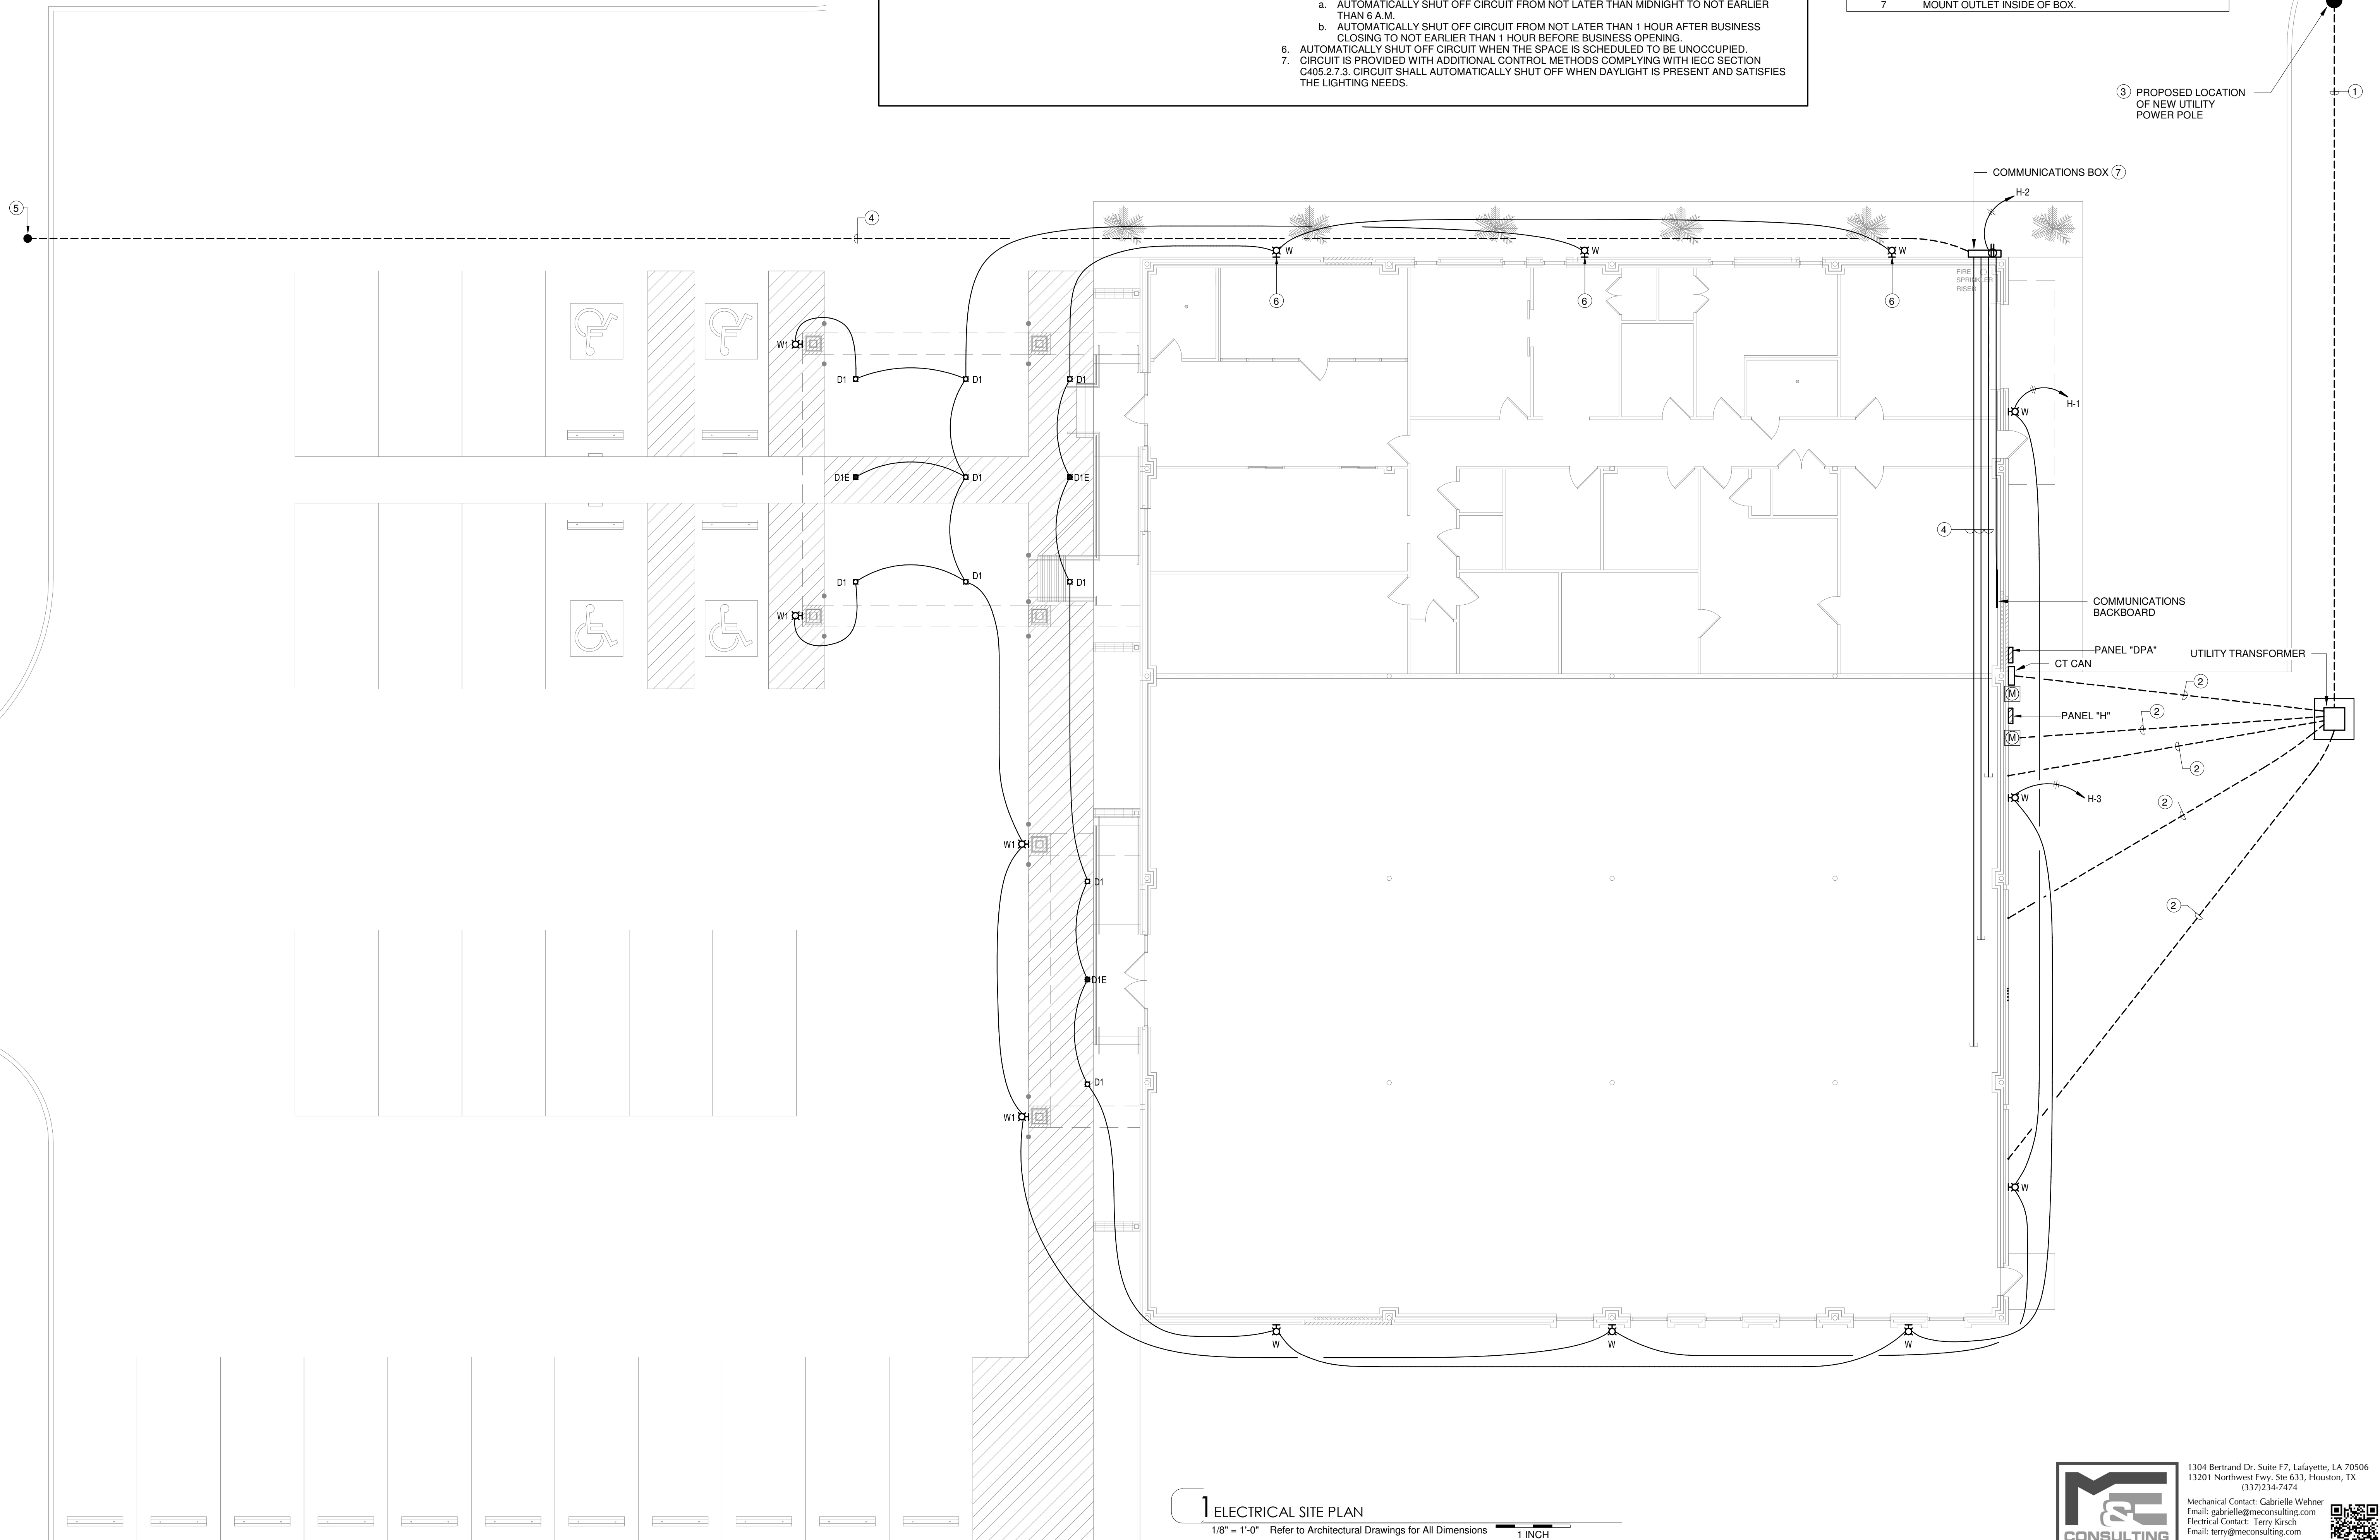 a. AUTOMATICALLY SHUT OFF CIRCUIT FROM NOT LATER THAN MIDNIGHT TO NOT EARLIER
THAN 6 A.M.
b. AUTOMATICALLY SHUT OFF CIRCUIT FROM NOT LATER THAN 1 HOUR AFTER BUSINESS
CLOSING TO NOT EARLIER THAN 1 HOUR BEFORE BUSINESS OPENING.
6. AUTOMATICALLY SHUT OFF CIRCUIT WHEN THE SPACE IS SCHEDULED TO BE UNOCCUPIED.
7. CIRCUIT IS PROVIDED WITH ADDITIONAL CONTROL METHODS COMPLYING WITH IECC SECTION
C405.2.7.3. CIRCUIT SHALL AUTOMATICALLY SHUT OFF WHEN DAYLIGHT IS PRESENT AND SATISFIES
THE LIGHTING NEEDS.
7 MOUNT OUTLET INSIDE OF BOX.
3 PROPOSED LOCATION
OF NEW UTILITY
POWER POLE
1
COMMUNICATIONS BOX 7
H-2
5
4
W
W
W
6
6
6
FIRE
SPRINKLER
RISER
W1
D1
D1
D1
W
H-1
D1E
D1
D1E
4
D1
D1
D1
W1
COMMUNICATIONS
BACKBOARD
PANEL "DPA"
UTILITY TRANSFORMER
CT CAN
2
M
PANEL "H"
2
M
2
W
H-3
2
W1
D1
2
D1E
D1
W1
W
W
W
W
1 ELECTRICAL SITE PLAN
1/8" = 1'-0" Refer to Architectural Drawings for All Dimensions
1 INCH
M&E
CONSULTING
1304 Bertrand Dr. Suite F7, Lafayette, LA 70506
13201 Northwest Fwy. Ste 633, Houston, TX
(337)234-7474
Mechanical Contact: Gabrielle Wehner
Email: gabrielle@meconsulting.com
Electrical Contact: Terry Kirsch
Email: terry@meconsulting.com